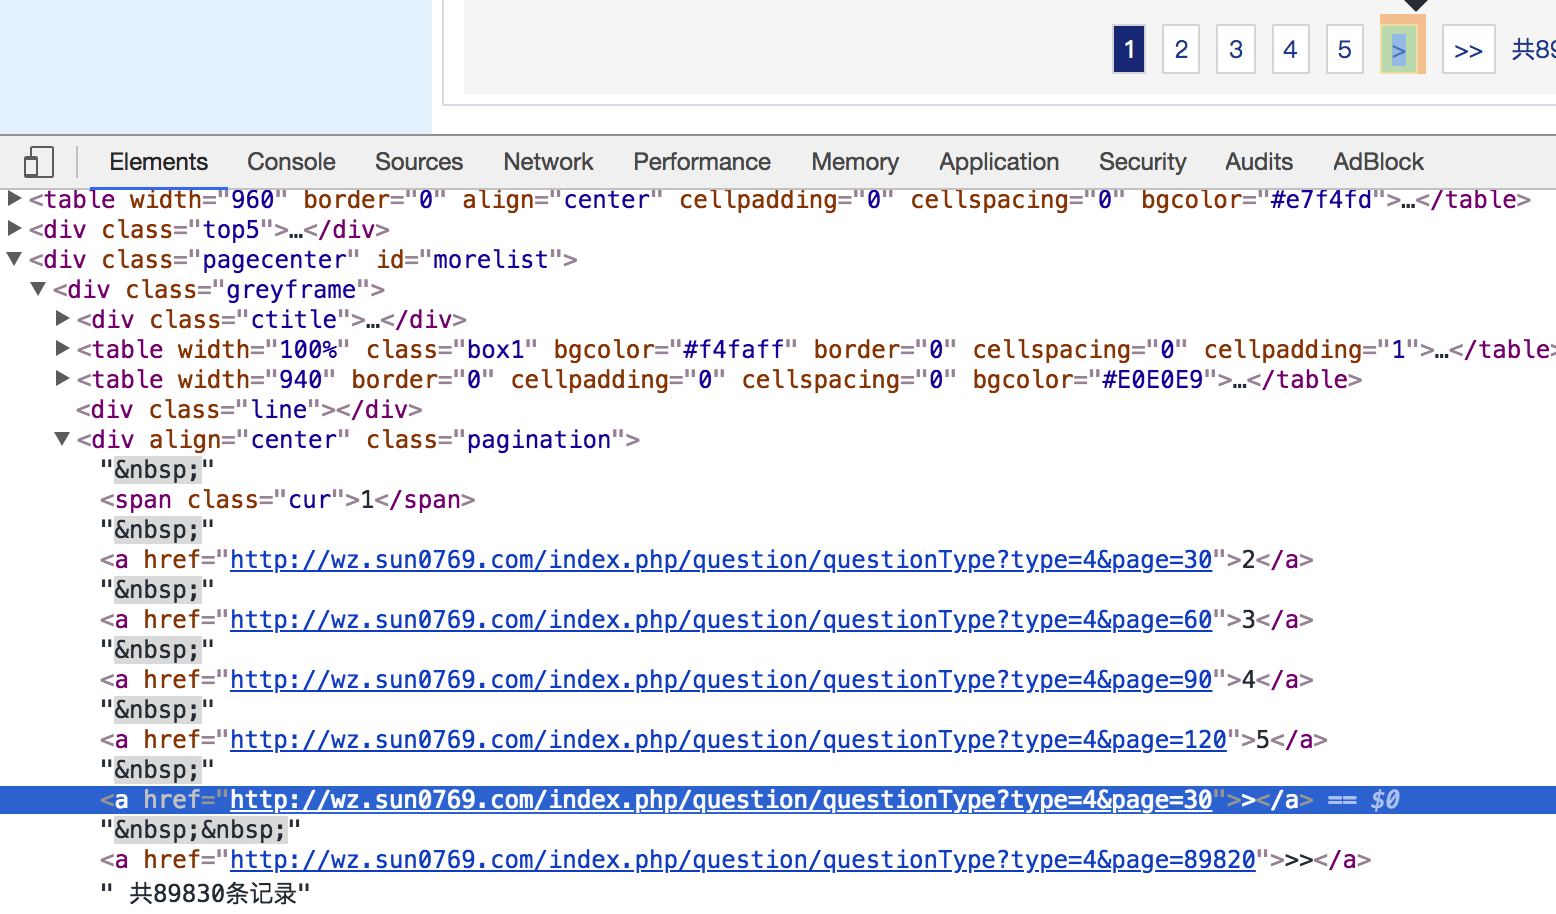 1 2 3 4 5 > >> 共89
Elements Console Sources Network Performance Memory Application Security Audits AdBlock
<table width="960" border="0" align="center" cellpadding="0" cellspacing="0" bgcolor="#e7f4fd">…</table>
<div class="top5">…</div>
<div class="pagecenter" id="morelist">
<div class="greyframe">
<div class="ctitle">…</div>
<table width="100%" class="box1" bgcolor="#f4faff" border="0" cellspacing="0" cellpadding="1">…</table>
<table width="940" border="0" cellpadding="0" cellspacing="0" bgcolor="#E0E0E9">…</table>
<div class="line"></div>
<div align="center" class="pagination">
"&nbsp;"
<span class="cur">1</span>
"&nbsp;"
<a href="http://wz.sun0769.com/index.php/question/questionType?type=4&page=30">2</a>
"&nbsp;"
<a href="http://wz.sun0769.com/index.php/question/questionType?type=4&page=60">3</a>
"&nbsp;"
<a href="http://wz.sun0769.com/index.php/question/questionType?type=4&page=90">4</a>
"&nbsp;"
<a href="http://wz.sun0769.com/index.php/question/questionType?type=4&page=120">5</a>
"&nbsp;"
<a href="http://wz.sun0769.com/index.php/question/questionType?type=4&page=30">></a> == $0
"&nbsp;&nbsp;"
<a href="http://wz.sun0769.com/index.php/question/questionType?type=4&page=89820">>></a>
" 共89830条记录"